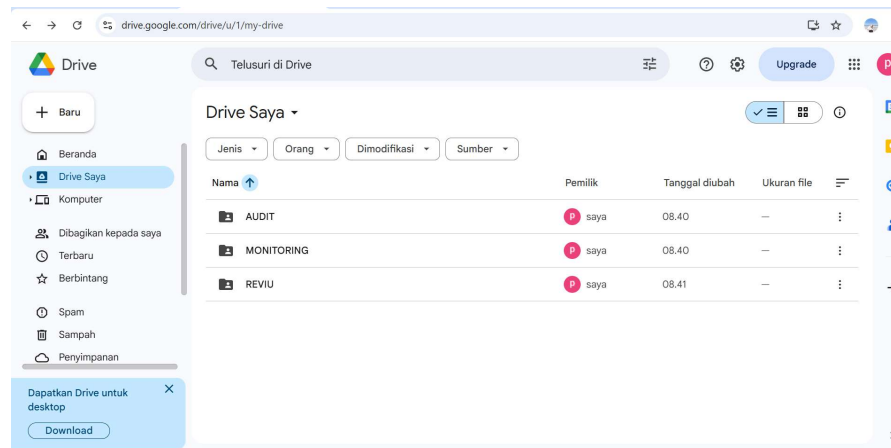 drive.google.com/drive/u/1/my-drive
Drive
Telusuri di Drive
Upgrade
P
Baru
Beranda
Drive Saya
Komputer
Dibagikan kepada saya
Terbaru
Berbintang
Spam
Sampah
Penyimpanan
Dapatkan Drive untuk
desktop
Download
Drive Saya
Jenis Orang Dimodifikasi Sumber
Nama Pemilik Tanggal diubah Ukuran file
AUDIT P saya 08.40 —
MONITORING P saya 08.40 —
REVIU P saya 08.41 —